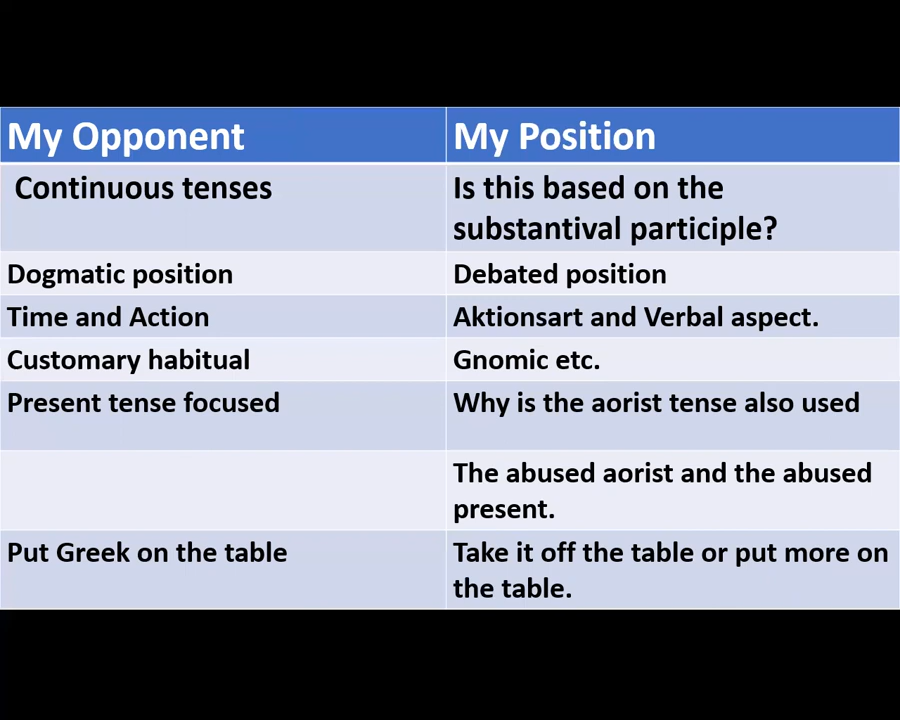 My Opponent
My Position
Continuous tenses
Is this based on the
substantival participle?
Dogmatic position
Debated position
Time and Action
Aktionsart and Verbal aspect.
Customary habitual
Gnomic etc.
Present tense focused
Why is the aorist tense also used
The abused aorist and the abused
present.
Put Greek on the table
Take it off the table or put more on
the table.